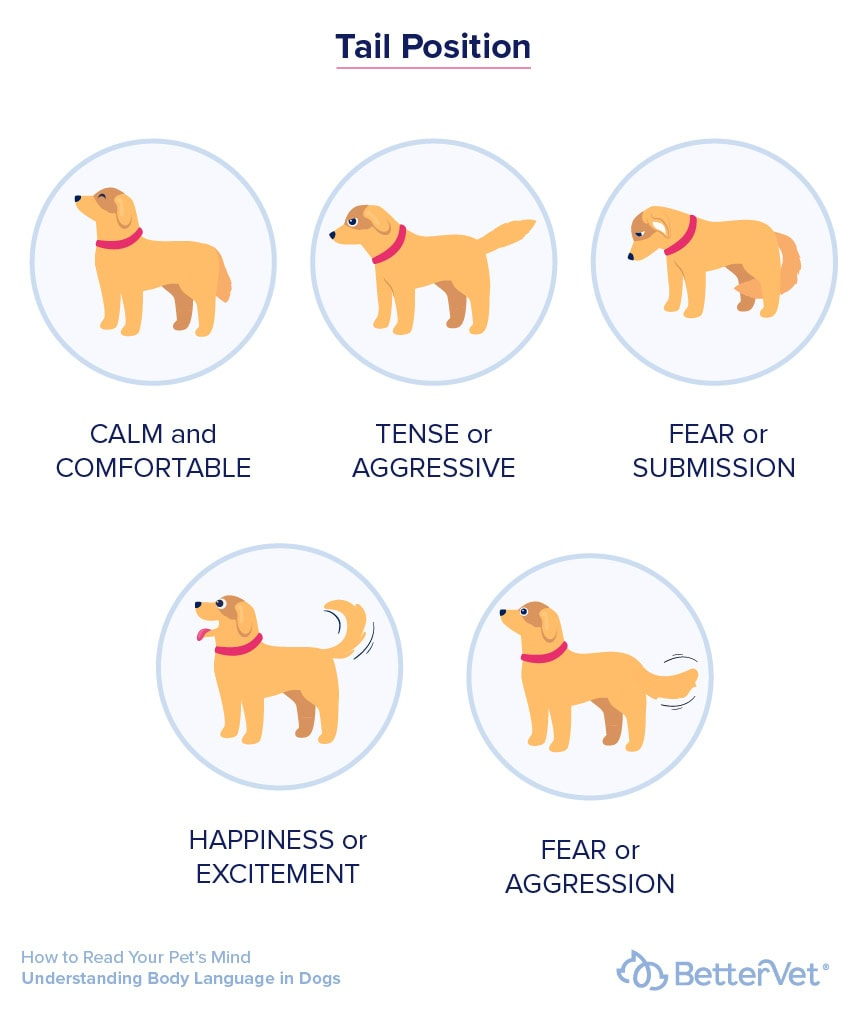 Tail Position
CALM and
COMFORTABLE
TENSE or
AGGRESSIVE
FEAR or
SUBMISSION
HAPPINESS or
EXCITEMENT
FEAR or
AGGRESSION
How to Read Your Pet's Mind
Understanding Body Language in Dogs
BetterVet®